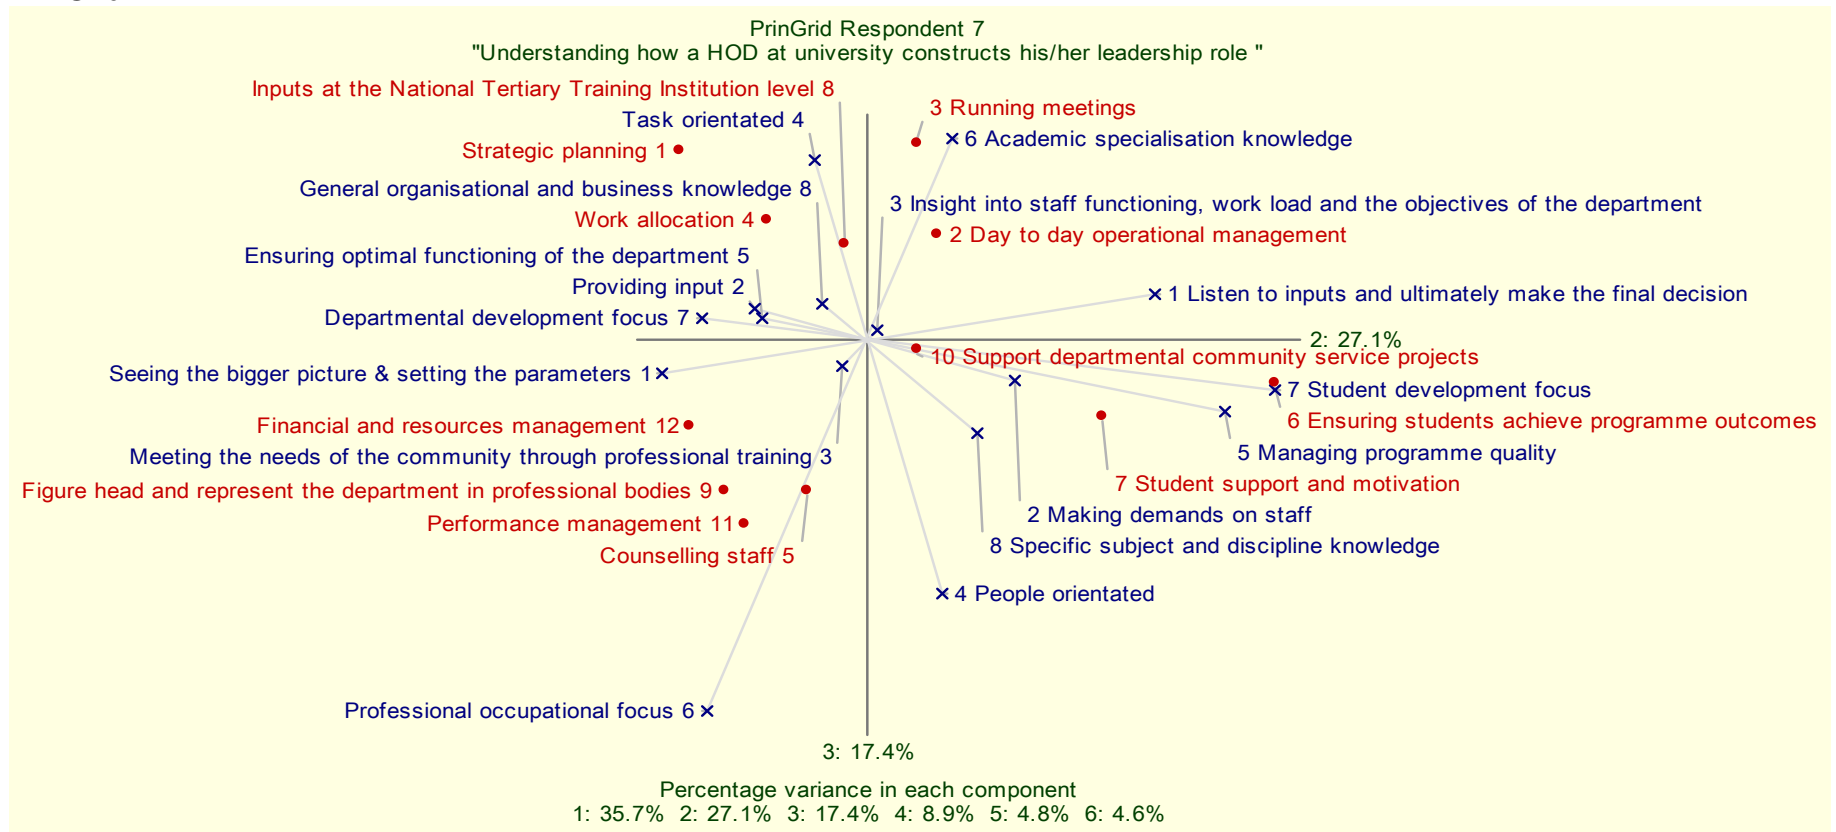 PrinGrid Respondent 7
"Understanding how a HOD at university constructs his/her leadership role "
Inputs at the National Tertiary Training Institution level 8
3 Running meetings
Task orientated 4
6 Academic specialisation knowledge
Strategic planning 1
General organisational and business knowledge 8
3 Insight into staff functioning, work load and the objectives of the department
Work allocation 4
2 Day to day operational management
Ensuring optimal functioning of the department 5
Providing input 2
1 Listen to inputs and ultimately make the final decision
Departmental development focus 7
2: 27.1%
10 Support departmental community service projects
Seeing the bigger picture & setting the parameters 1
7 Student development focus
6 Ensuring students achieve programme outcomes
Financial and resources management 12
5 Managing programme quality
Meeting the needs of the community through professional training 3
7 Student support and motivation
Figure head and represent the department in professional bodies 9
2 Making demands on staff
Performance management 11
8 Specific subject and discipline knowledge
Counselling staff 5
4 People orientated
Professional occupational focus 6
3: 17.4%
Percentage variance in each component
1: 35.7% 2: 27.1% 3: 17.4% 4: 8.9% 5: 4.8% 6: 4.6%